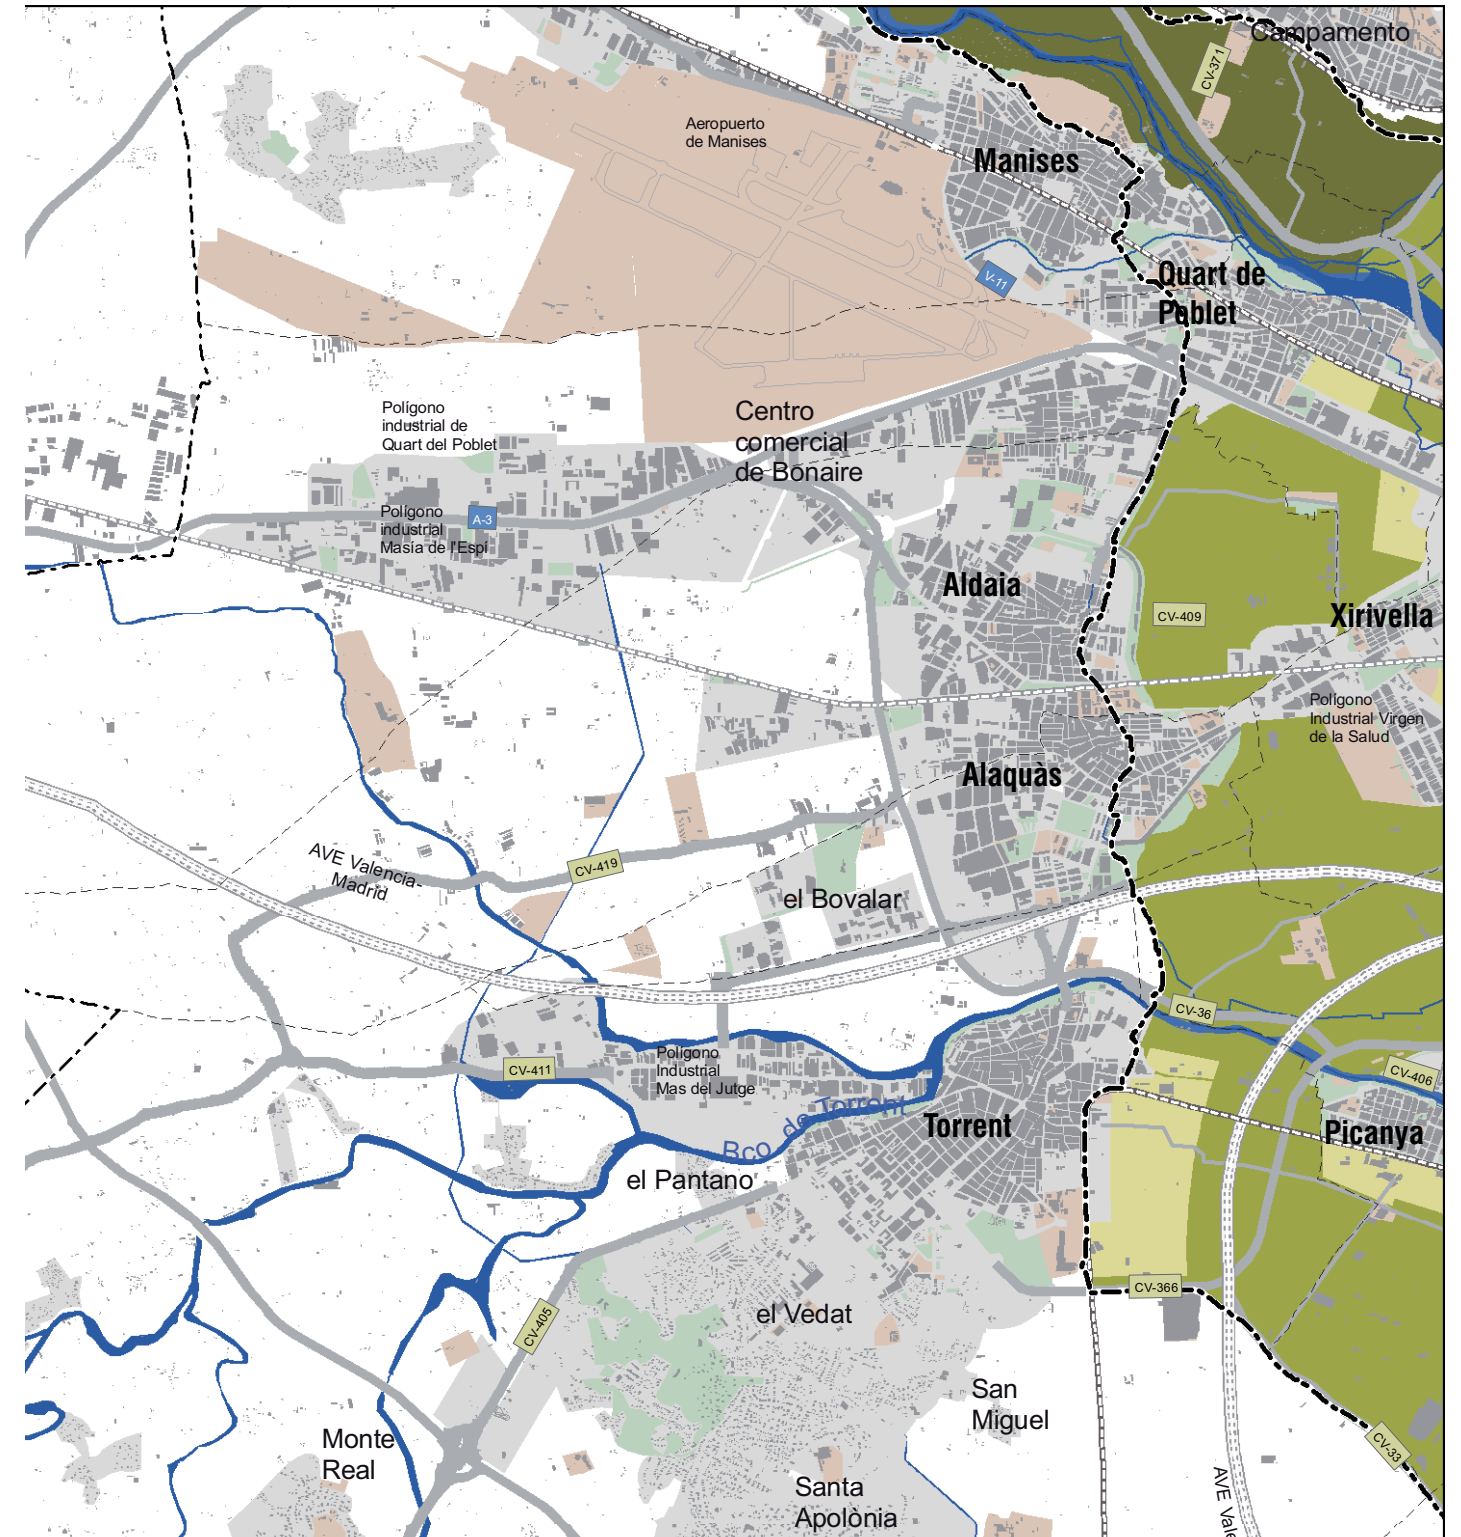 Campamento
CV-371
Aeropuerto
de Manises
Manises
V-11
Quart de
Poblet
Polígono
industrial de
Quart del Poblet
Centro
comercial
de Bonaire
Polígono
industrial
Masía de l'Espí
A-3
Aldaia
CV-409
Xirivella
Polígono
Industrial Virgen
de la Salud
Alaquàs
AVE Valencia-
Madrid
CV-419
el Bovalar
CV-36
Polígono
Industrial
Mas del Jutge
CV-411
CV-406
Bco. de Torrent
Torrent
Picanya
el Pantano
CV-366
el Vedat
CV-405
San
Miguel
Monte
Real
CV-33
Santa
Apolònia
AVE Vale